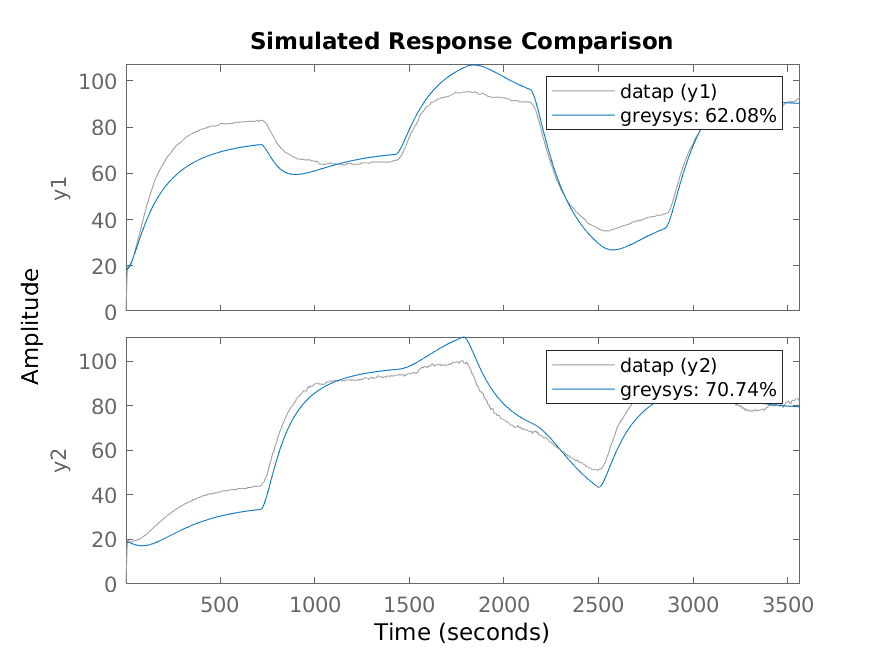 Simulated Response Comparison
100
80
60
40
20
0
y1
datap (y1)
greysys: 62.08%
Amplitude
100
80
60
40
20
0
y2
datap (y2)
greysys: 70.74%
500 1000 1500 2000 2500 3000 3500
Time (seconds)